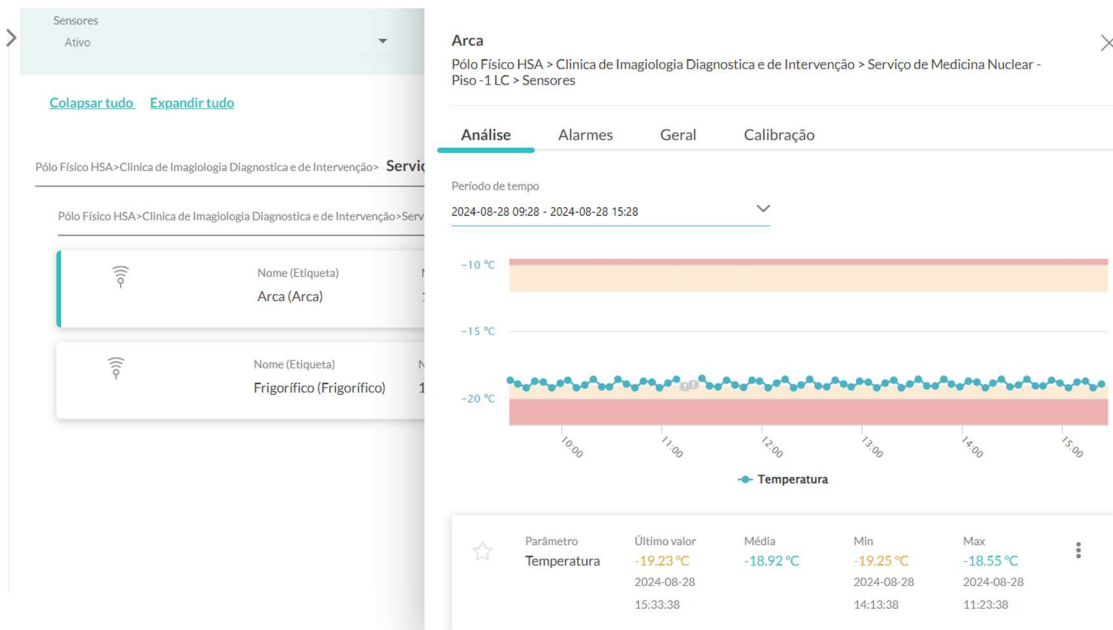 Sensores
Ativo
Colapsar tudo Expandir tudo
Pólo Físico HSA>Clinica de Imagiologia Diagnostica e de Intervenção>
Pólo Físico HSA>Clinica de Imagiologia Diagnostica e de Intervenção>
Nome (Etiqueta)
Arca (Arca)
Nome (Etiqueta)
Frigorífico (Frigorífico)
Arca
Pólo Físico HSA > Clinica de Imagiologia Diagnostica e de Intervenção > Serviço de Medicina Nuclear -
Piso -1 LC > Sensores
Análise Alarmes Geral Calibração
Período de tempo
2024-08-28 09:28 - 2024-08-28 15:28
-10 ℃
-15 ℃
-20 ℃
10:00 11:00 12:00 13:00 14:00 15:00
Temperatura
Parâmetro Último valor Média Min Max
Temperatura -19.23 ℃ -18.92 ℃ -19.25 ℃ -18.55 ℃
2024-08-28 2024-08-28 2024-08-28
15:33:38 14:13:38 11:23:38